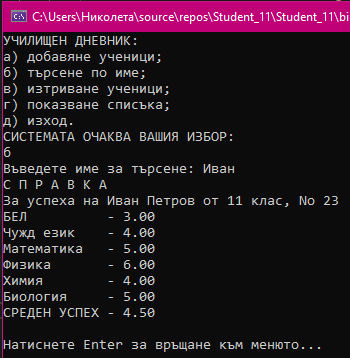 C:\Users\Николета\source\repos\Student_11\Student_11\bi
УЧИЛИЩЕН ДНЕВНИК:
а) добавяне ученици;
б) търсене по име;
в) изтриване ученици;
г) показване списъка;
д) изход.
СИСТЕМАТА ОЧАКВА ВАШИЯ ИЗБОР:
б
Въведете име за търсене: Иван
С П Р А В К А
За успеха на Иван Петров от 11 клас, No 23
БЕЛ - 3.00
Чужд език - 4.00
Математика - 5.00
Физика - 6.00
Химия - 4.00
Биология - 5.00
СРЕДЕН УСПЕХ - 4.50
Натиснете Enter за връщане към менюто...